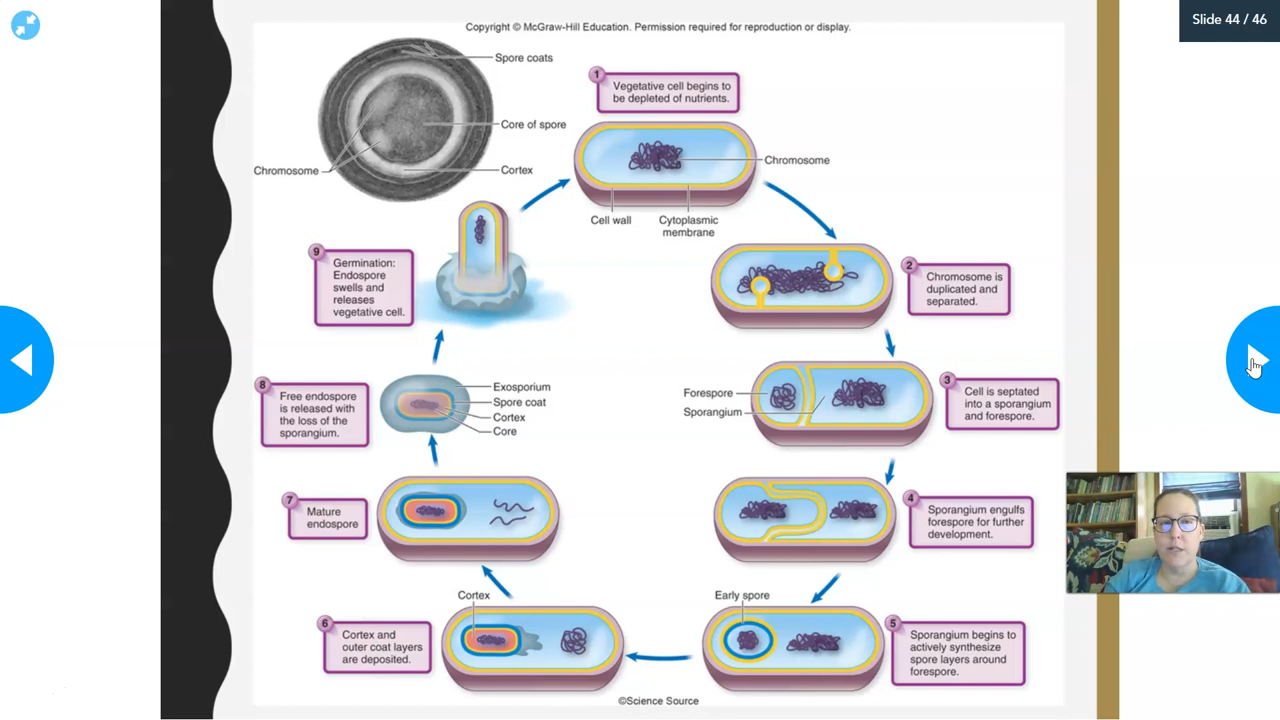 Slide 44 / 46
Copyright © McGraw-Hill Education. Permission required for reproduction or display.
Spore coats
Core of spore
Chromosome
Cortex
1
Vegetative cell begins to
be depleted of nutrients.
Chromosome
Cell wall
Cytoplasmic
membrane
2
Chromosome is
duplicated and
separated.
3
Cell is septated
into a sporangium
and forespore.
Forespore
Sporangium
4
Sporangium engulfs
forespore for further
development.
5
Sporangium begins to
actively synthesize
spore layers around
forespore.
Early spore
6
Cortex and
outer coat layers
are deposited.
Cortex
7
Mature
endospore
8
Free endospore
is released with
the loss of the
sporangium.
Exosporium
Spore coat
Cortex
Core
9
Germination:
Endospore
swells and
releases
vegetative cell.
©Science Source